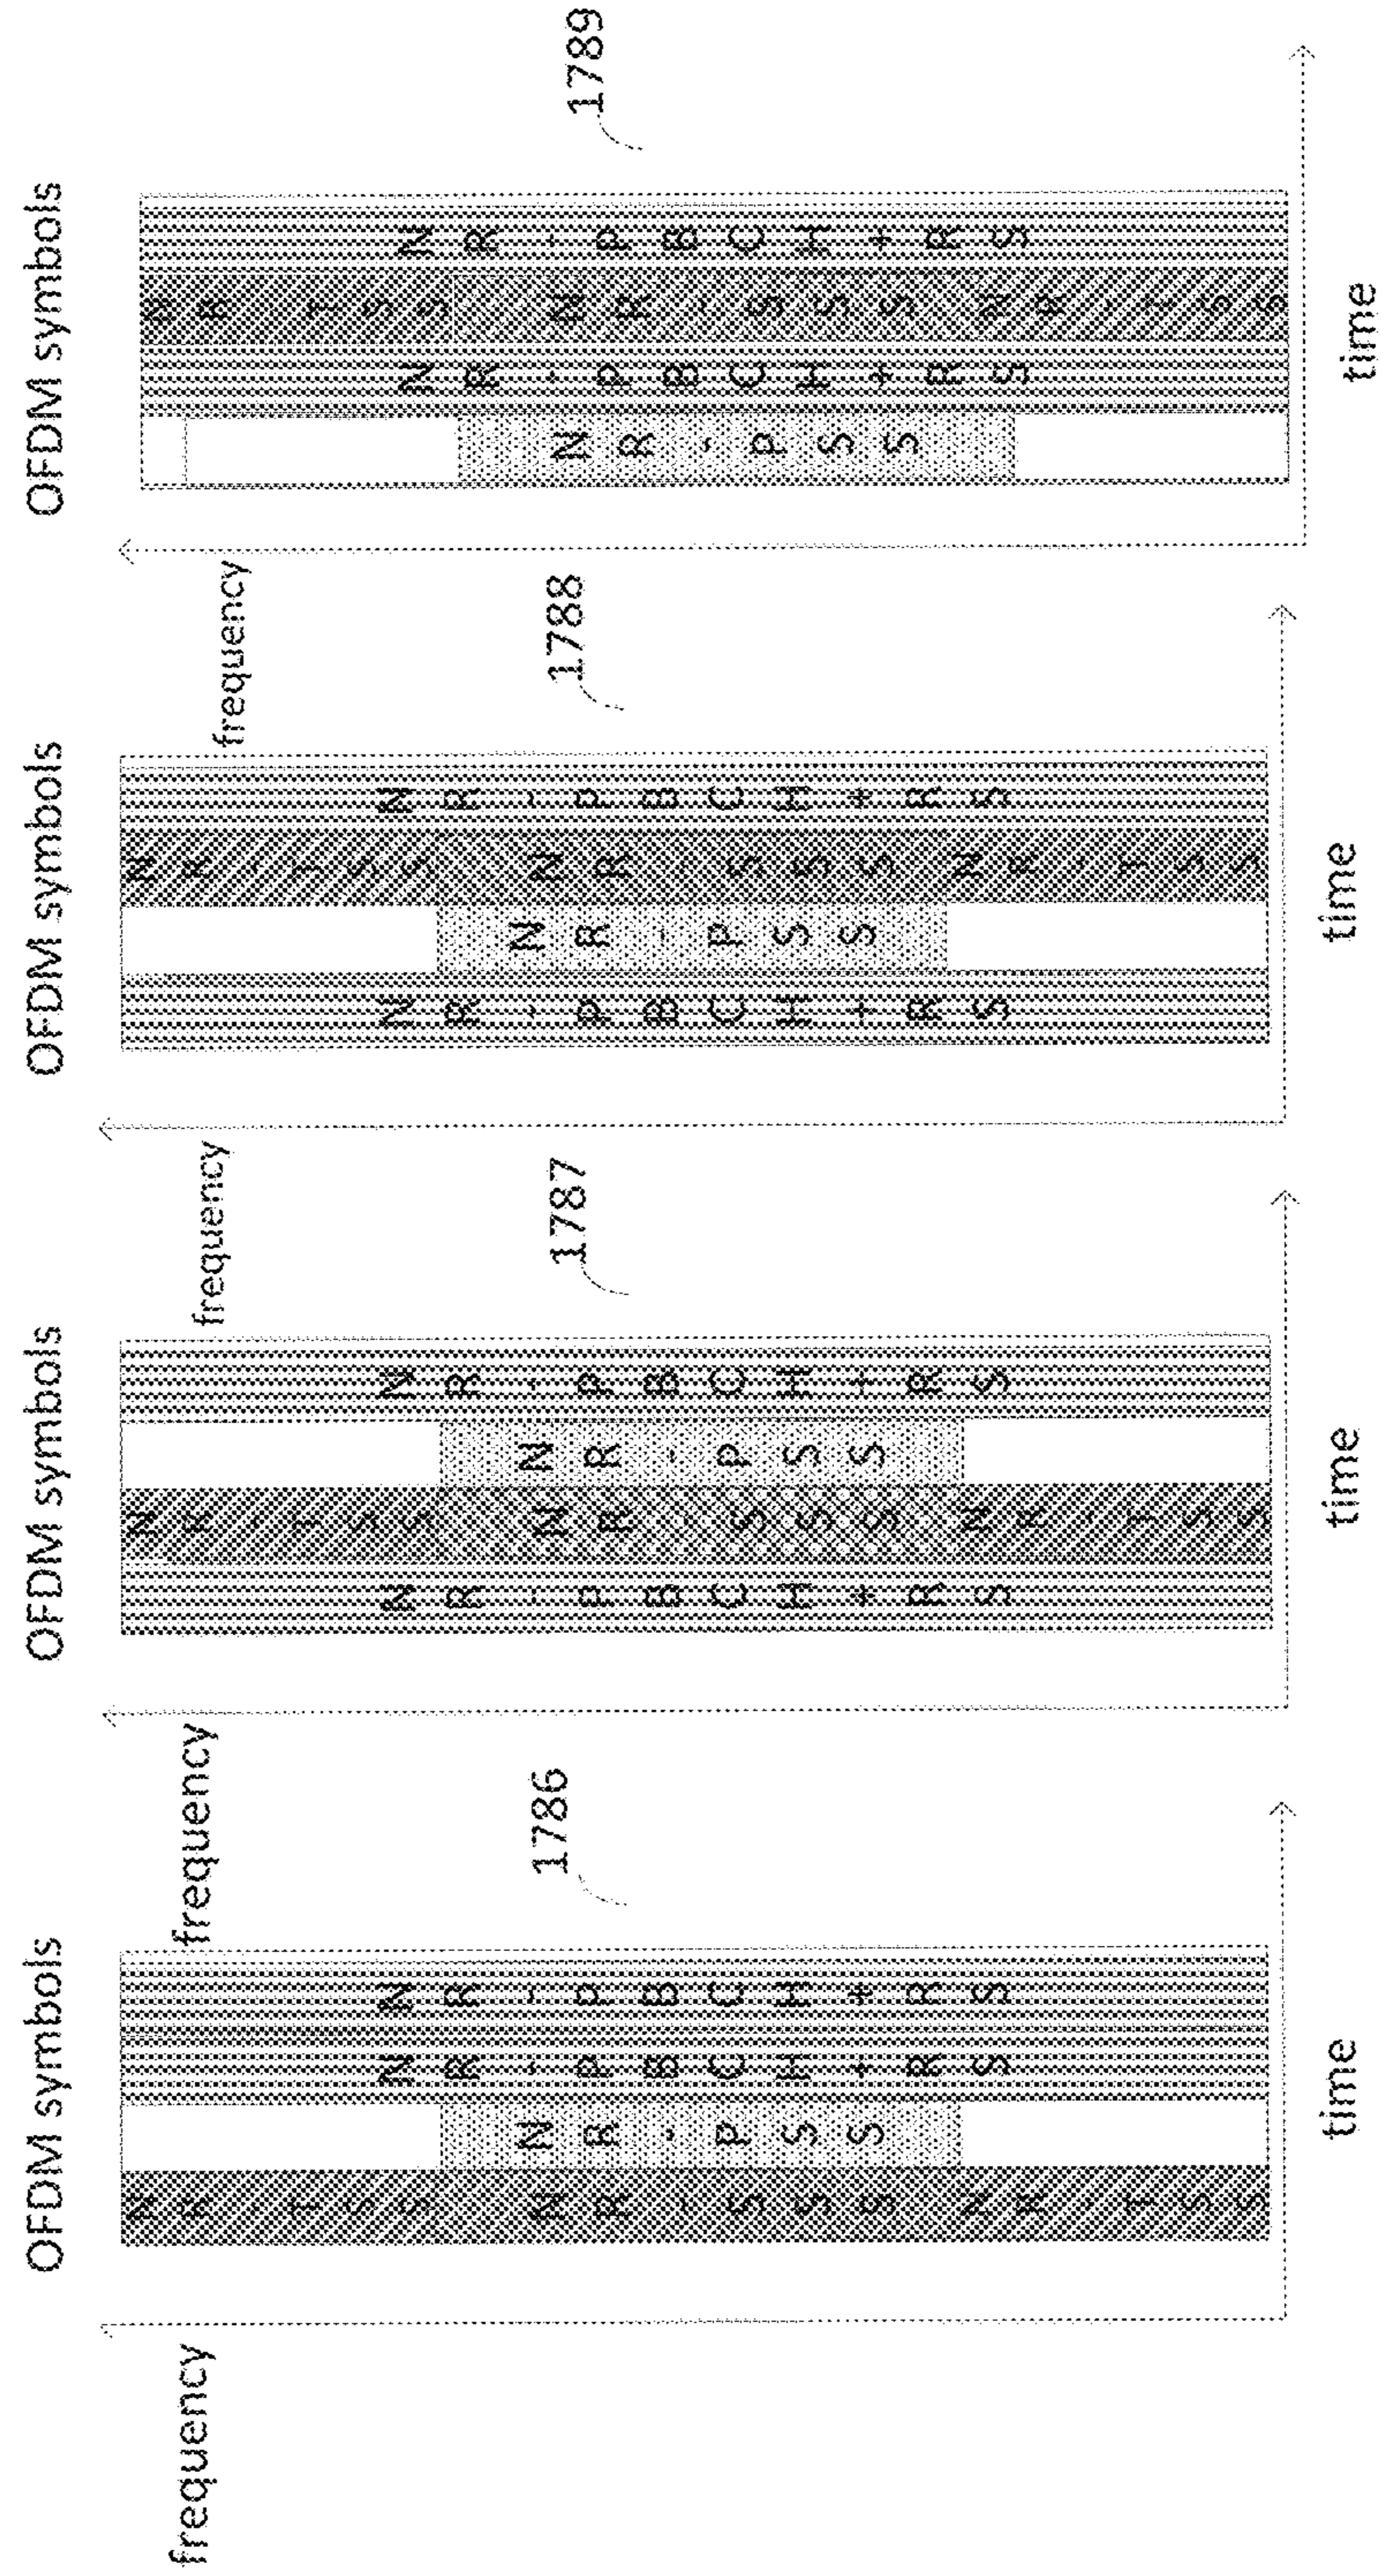 OFDM symbols
frequency
NR-TSS NR-SSS NR-TSS
NR-PSS
NR-PBCH+RS
NR-PBCH+RS
1786
time
OFDM symbols
frequency
NR-PBCH+RS
NR-TSS NR-SSS NR-TSS
NR-PSS
NR-PBCH+RS
1787
time
OFDM symbols
frequency
NR-PBCH+RS
NR-PSS
NR-TSS NR-SSS NR-TSS
NR-PBCH+RS
1788
time
OFDM symbols
frequency
NR-PSS
NR-PBCH+RS
NR-TSS NR-SSS NR-TSS
NR-PBCH+RS
1789
time